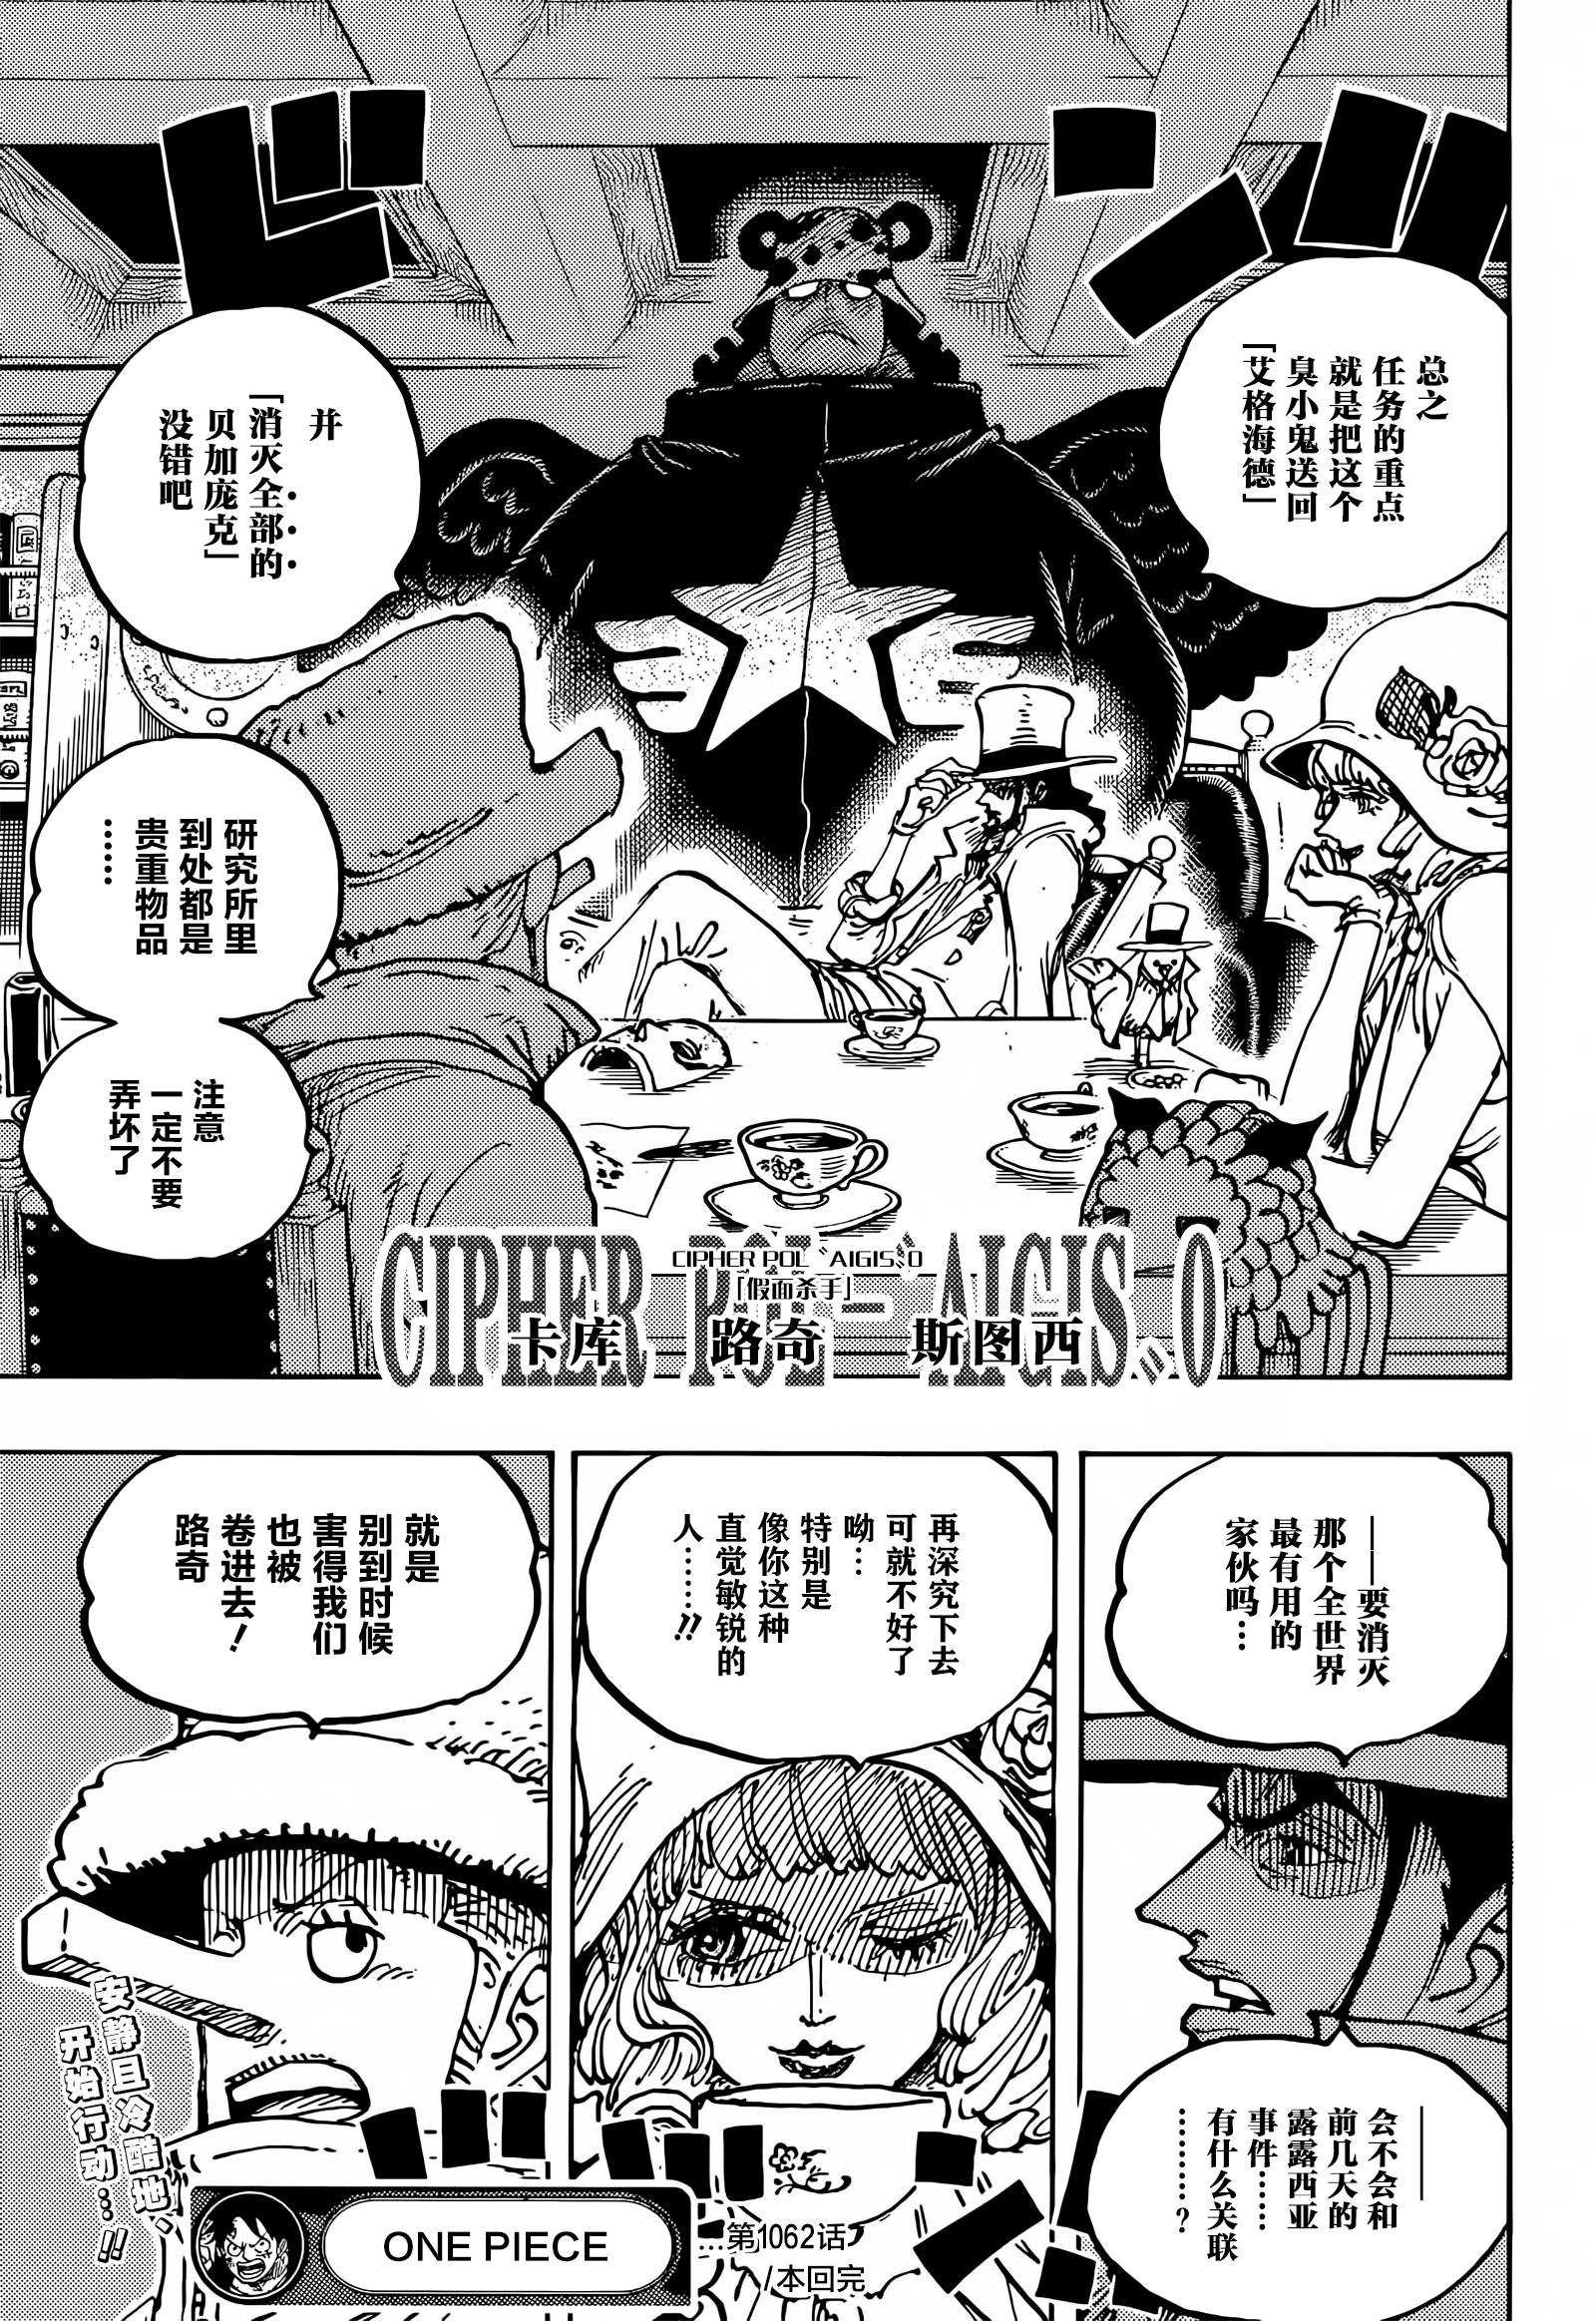 总之
任务的重点
就是把这个
臭小鬼送回
「艾格海德」
并
「消灭全部的
贝加庞克」
没错吧
研究所里
到处都是
贵重物品
……
注意
一定不要
弄坏了
CIPHER POL〝AIGIS〟0
CIPHER POL－〝AIGIS〟0
「假面杀手」
卡库 路奇 斯图西
——要消灭
那个全世界
最有用的
家伙吗…
——
会不会和
前几天的
露露西亚
事件……
有什么关联
………？
再深究下去
可就不好了
呦…
特别是
像你这种
直觉敏锐的
人……!!
就是
别到时候
害得我们
也被
卷进去！
路奇
安静且冷酷地、
开始行动…!!
ONE PIECE
…第1062话
/本回完